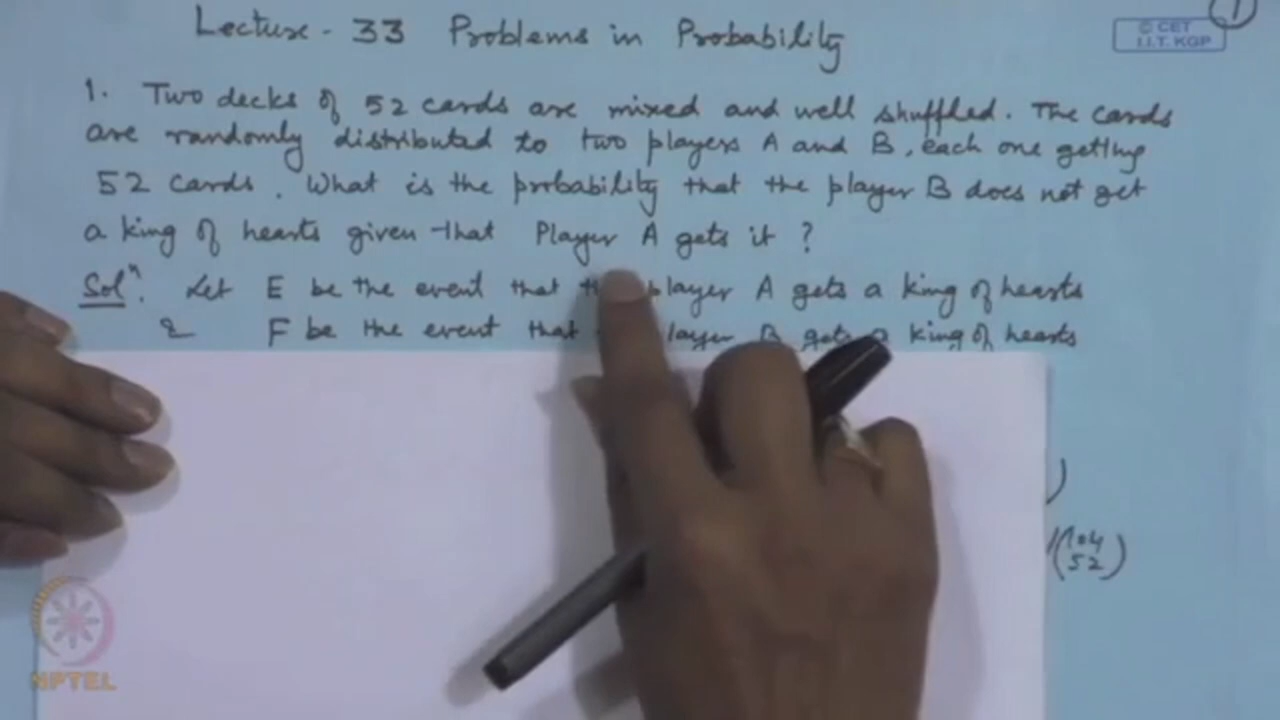 Lecture - 33 Problems in Probability
1
© CET
I.I.T. KGP
1. Two decks of 52 cards are mixed and well shuffled. The cards
are randomly distributed to two players A and B, each one getting
52 cards. What is the probability that the player B does not get
a king of hearts given that Player A gets it ?
Solⁿ. Let E be the event that player A gets a king of hearts
& F be the event that B gets a king of hearts
)
/(104
52)
NPTEL